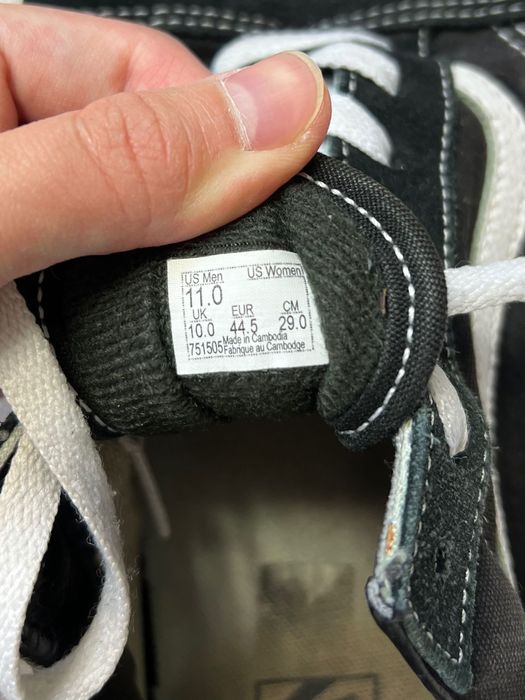 US Men US Women
11.0
UK EUR CM
10.0 44.5 29.0
751505 Made in Cambodia
Fabrique au Cambodge